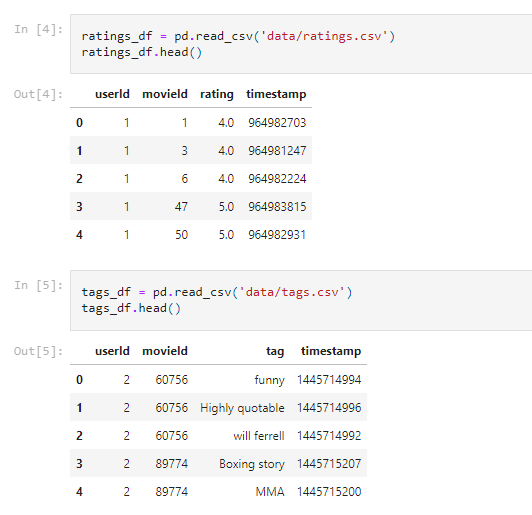 In [4]:
ratings_df = pd.read_csv('data/ratings.csv')
ratings_df.head()
Out[4]:
userId movieId rating timestamp
0 1 1 4.0 964982703
1 1 3 4.0 964981247
2 1 6 4.0 964982224
3 1 47 5.0 964983815
4 1 50 5.0 964982931
In [5]:
tags_df = pd.read_csv('data/tags.csv')
tags_df.head()
Out[5]:
userId movieId tag timestamp
0 2 60756 funny 1445714994
1 2 60756 Highly quotable 1445714996
2 2 60756 will ferrell 1445714992
3 2 89774 Boxing story 1445715207
4 2 89774 MMA 1445715200